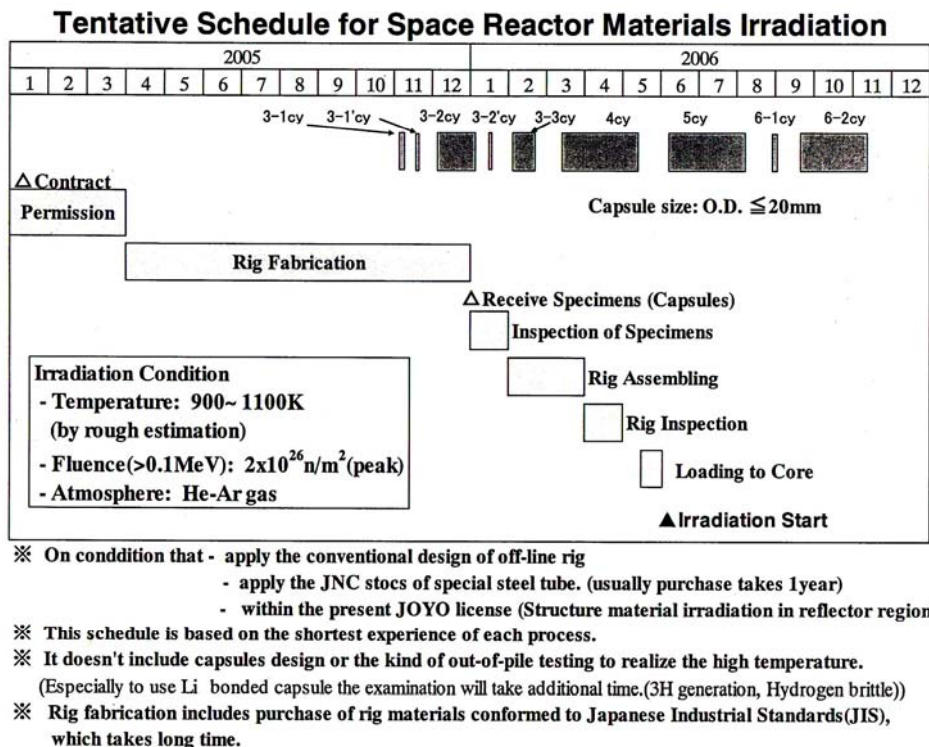 Tentative Schedule for Space Reactor Materials Irradiation
2005 2006
1 2 3 4 5 6 7 8 9 10 11 12 1 2 3 4 5 6 7 8 9 10 11 12
3-1cy 3-1'cy 3-2cy 3-2'cy 3-3cy 4cy 5cy 6-1cy 6-2cy
△Contract
Permission
Capsule size: O.D. ≦20mm
Rig Fabrication
△Receive Specimens (Capsules)
Inspection of Specimens
Rig Assembling
Rig Inspection
Loading to Core
▲Irradiation Start
Irradiation Condition
- Temperature: 900~ 1100K
(by rough estimation)
- Fluence(>0.1MeV): 2x10²⁶n/m²(peak)
- Atmosphere: He-Ar gas
※ On conddition that - apply the conventional design of off-line rig
- apply the JNC stocs of special steel tube. (usually purchase takes 1year)
- within the present JOYO license (Structure material irradiation in reflector region
※ This schedule is based on the shortest experience of each process.
※ It doesn't include capsules design or the kind of out-of-pile testing to realize the high temperature.
(Especially to use Li bonded capsule the examination will take additional time.(3H generation, Hydrogen brittle))
※ Rig fabrication includes purchase of rig materials conformed to Japanese Industrial Standards(JIS),
which takes long time.